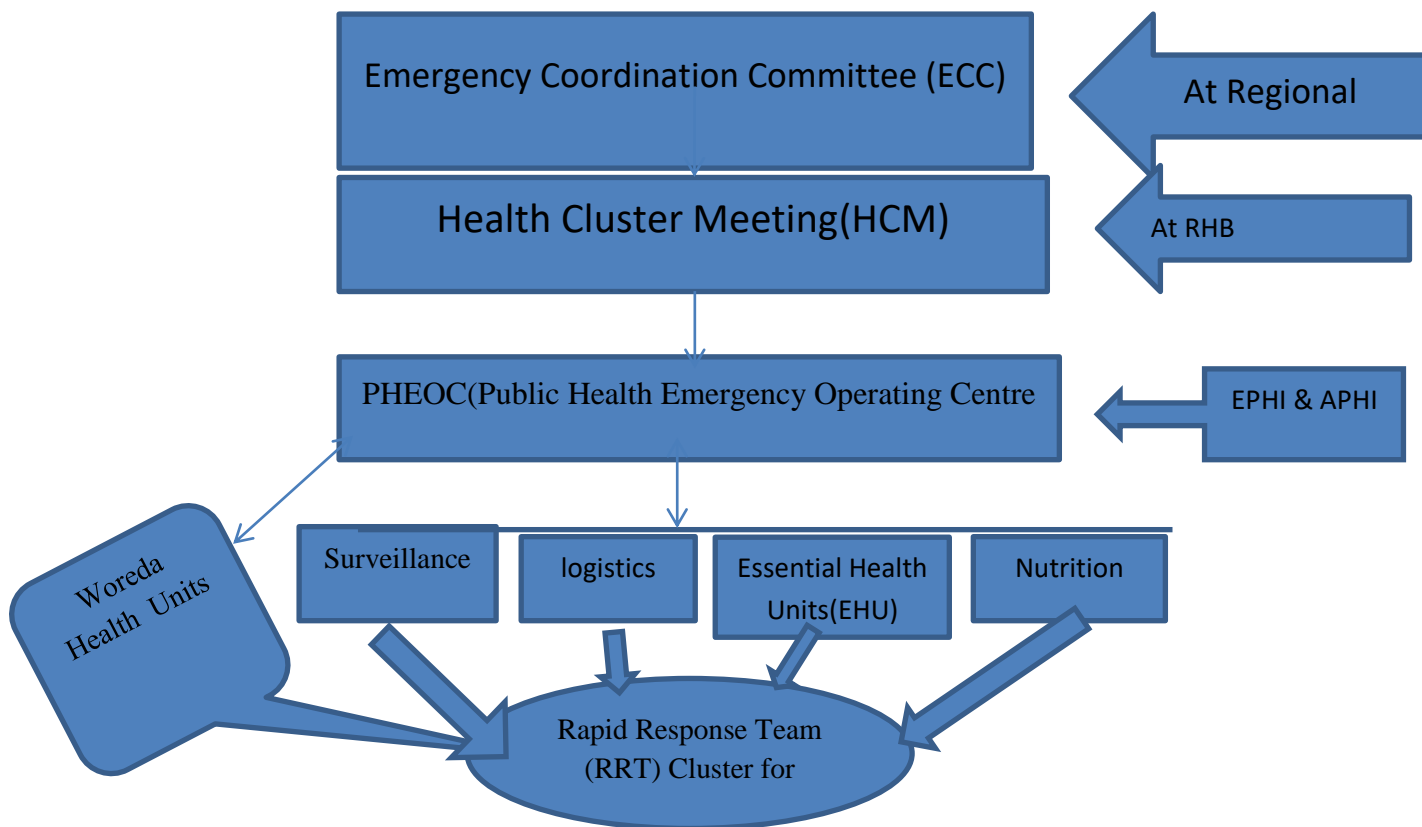 Emergency Coordination Committee (ECC)
At Regional
Health Cluster Meeting(HCM)
At RHB
PHEOC(Public Health Emergency Operating Centre
EPHI & APHI
Woreda
Health Units
Surveillance
logistics
Essential Health
Units(EHU)
Nutrition
Rapid Response Team
(RRT) Cluster for